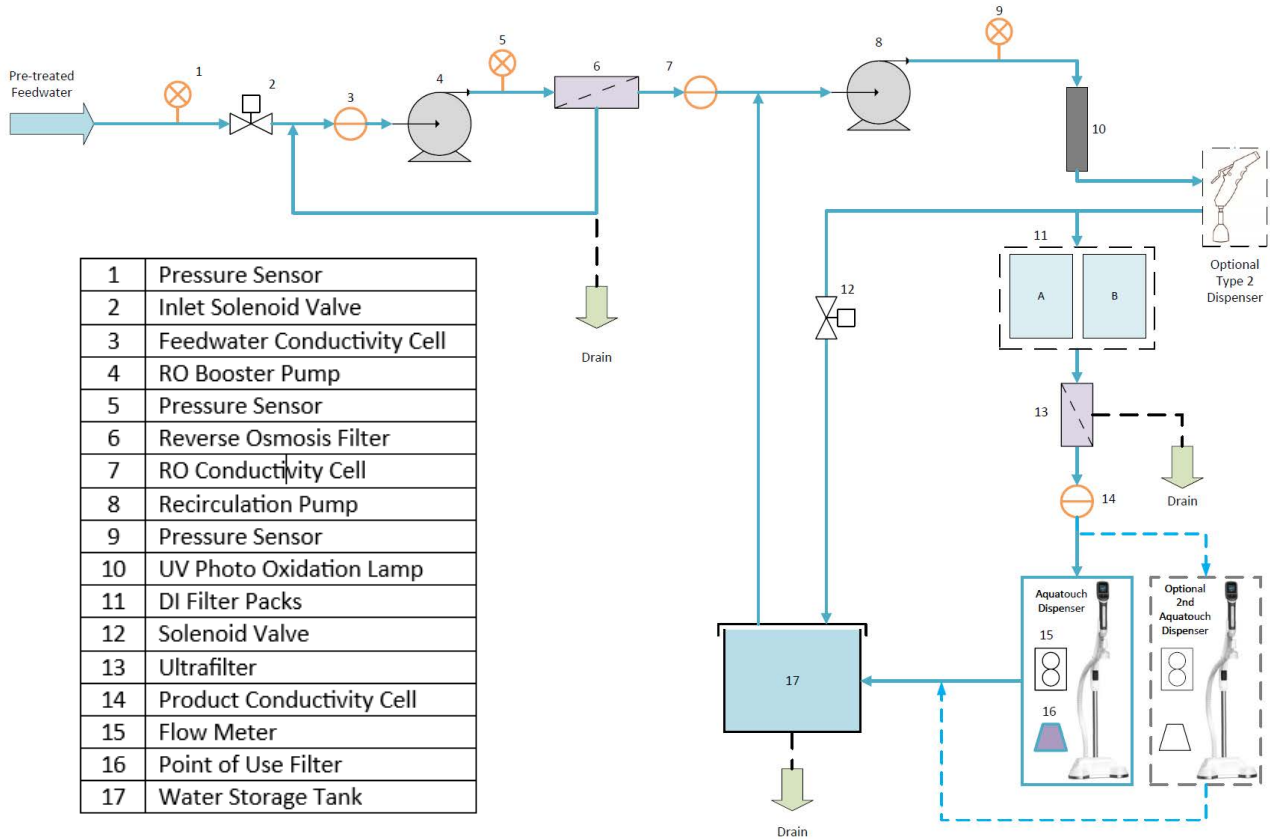 Pre-treated
Feedwater
1
2
3
4
5
6
7
8
9
10
Optional
Type 2
Dispenser
11
A
B
12
Drain
13
Drain
14
Aquatouch
Dispenser
15
16
Optional
2nd
Aquatouch
Dispenser
17
Drain
1 Pressure Sensor
2 Inlet Solenoid Valve
3 Feedwater Conductivity Cell
4 RO Booster Pump
5 Pressure Sensor
6 Reverse Osmosis Filter
7 RO Conductivity Cell
8 Recirculation Pump
9 Pressure Sensor
10 UV Photo Oxidation Lamp
11 DI Filter Packs
12 Solenoid Valve
13 Ultrafilter
14 Product Conductivity Cell
15 Flow Meter
16 Point of Use Filter
17 Water Storage Tank